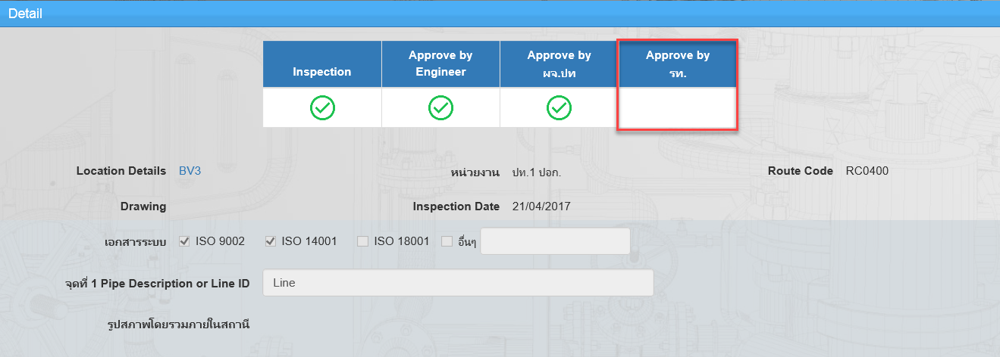 Detail
Inspection
Approve by
Engineer
Approve by
ผจ.ปท
Approve by
รท.
Location Details BV3
หน่วยงาน ปท.1 ปอก.
Route Code RC0400
Drawing
Inspection Date 21/04/2017
เอกสารระบบ ISO 9002 ISO 14001 ISO 18001 อื่นๆ
จุดที่ 1 Pipe Description or Line ID Line
รูปสภาพโดยรวมภายในสถานี